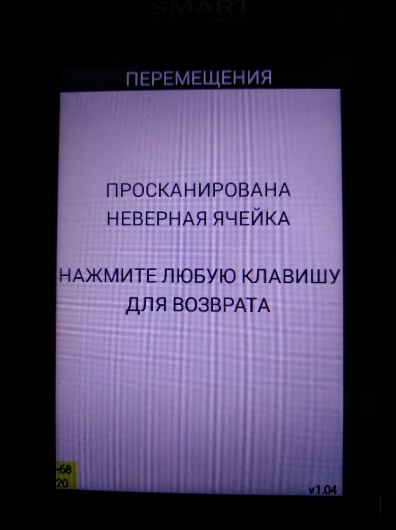 SMART
ПЕРЕМЕЩЕНИЯ
ПРОСКАНИРОВАНА
НЕВЕРНАЯ ЯЧЕЙКА
НАЖМИТЕ ЛЮБУЮ КЛАВИШУ
ДЛЯ ВОЗВРАТА
-68
20
v1.04